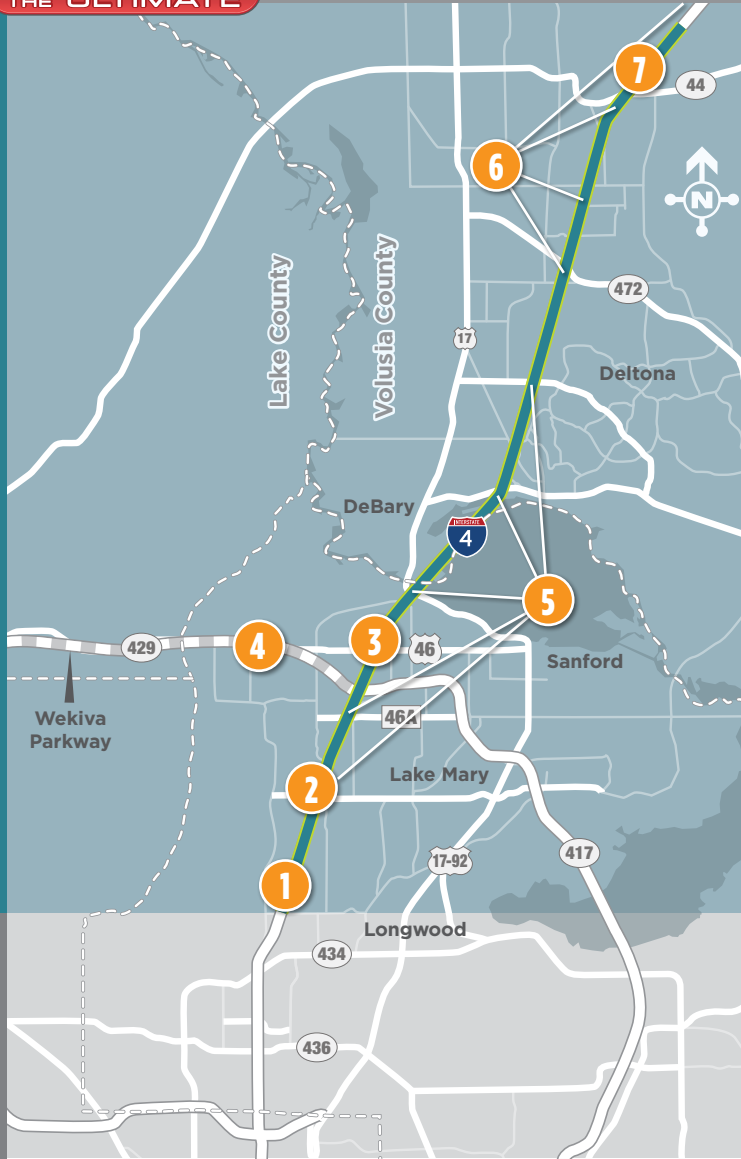 THE ULTIMATE
7
44
6
N
Lake County
Volusia County
472
17
Deltona
DeBary
INTERSTATE
4
5
3
4
429
46
Sanford
Wekiva
Parkway
46A
2
Lake Mary
17-92
417
1
Longwood
434
436